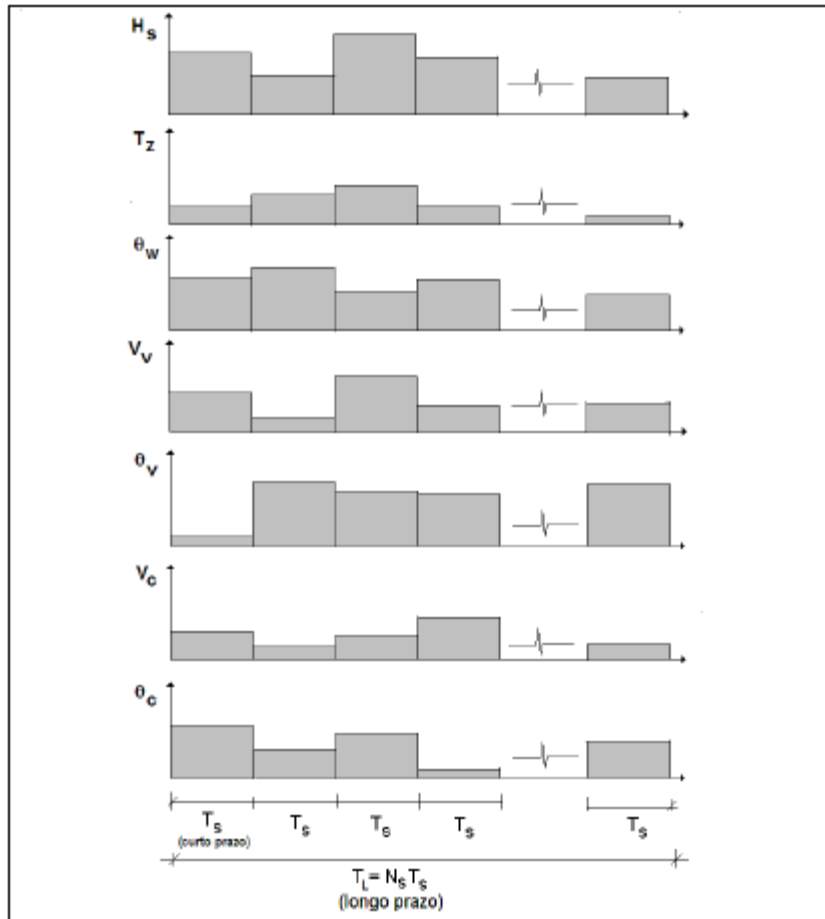 H_S
T_Z
θ_W
V_V
θ_V
V_C
θ_C
T_S T_S T_S T_S T_S
(curto prazo)
T_L = N_S T_S
(longo prazo)